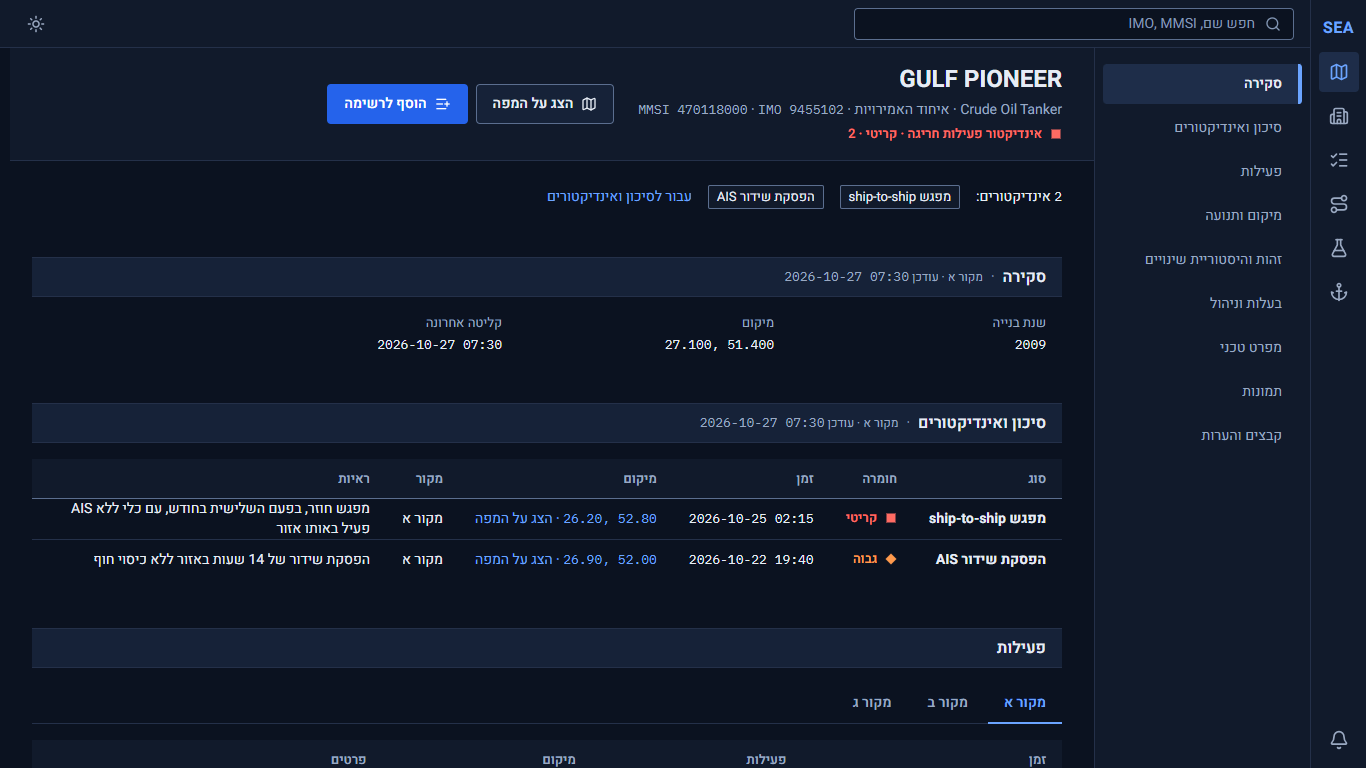 SEA
חפש שם, IMO, MMSI
סקירה
סיכון ואינדיקטורים
פעילות
מיקום ותנועה
זהות והיסטוריית שינויים
בעלות וניהול
מפרט טכני
תמונות
קבצים והערות
GULF PIONEER
Crude Oil Tanker · איחוד האמירויות · IMO 9455102 · MMSI 470118000
אינדיקטור פעילות חריגה · קריטי · 2
הצג על המפה
הוסף לרשימה
2 אינדיקטורים: מפגש ship-to-ship הפסקת שידור AIS עבור לסיכון ואינדיקטורים
סקירה · מקור א · עודכן 2026-10-27 07:30
שנת בנייה מיקום קליטה אחרונה
2009 27.100, 51.400 2026-10-27 07:30
סיכון ואינדיקטורים · מקור א · עודכן 2026-10-27 07:30
סוג חומרה זמן מיקום מקור ראיות
מפגש ship-to-ship קריטי 2026-10-25 02:15 26.20, 52.80 · הצג על המפה מקור א מפגש חוזר, בפעם השלישית בחודש, עם כלי ללא AIS
פעיל באותו אזור
הפסקת שידור AIS גבוה 2026-10-22 19:40 26.90, 52.00 · הצג על המפה מקור א הפסקת שידור של 14 שעות באזור ללא כיסוי חוף
פעילות
מקור א מקור ב מקור ג
זמן פעילות מיקום פרטים